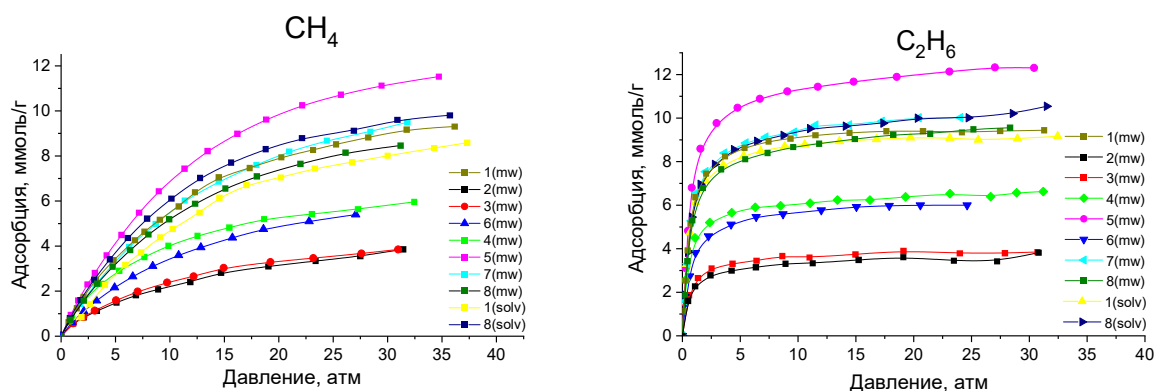 CH4
Адсорбция, ммоль/г
12
10
8
6
4
2
0
0 5 10 15 20 25 30 35 40
Давление, атм
1(mw)
2(mw)
3(mw)
6(mw)
4(mw)
5(mw)
7(mw)
8(mw)
1(solv)
8(solv)
C2H6
Адсорбция, ммоль/г
12
10
8
6
4
2
0
0 5 10 15 20 25 30 35 40
Давление, атм
1(mw)
2(mw)
3(mw)
4(mw)
5(mw)
6(mw)
7(mw)
8(mw)
1(solv)
8(solv)